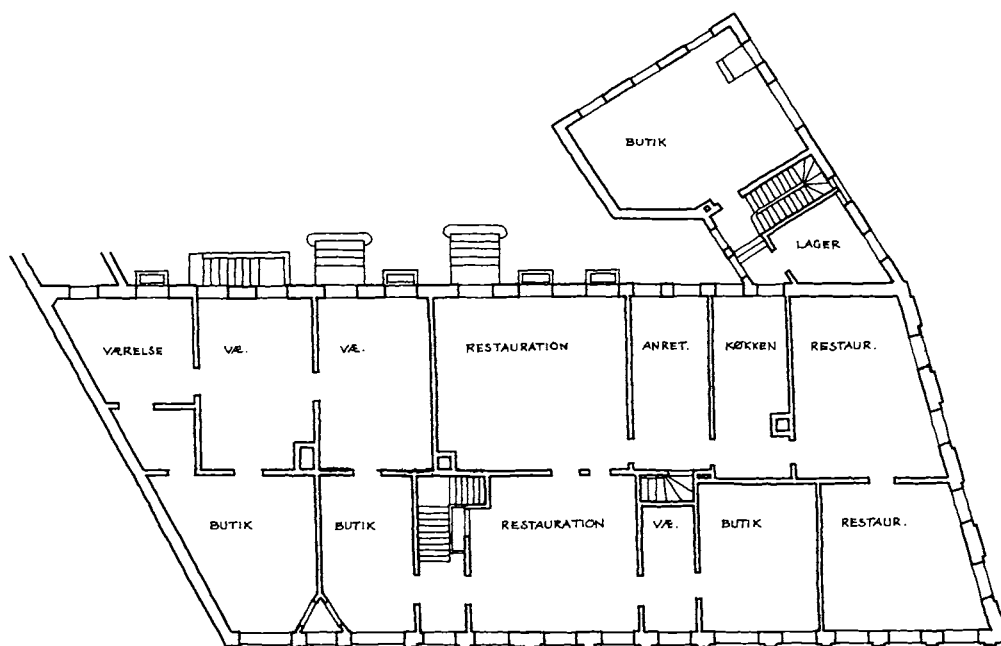 BUTIK
LAGER
VÆRELSE
VÆ.
VÆ.
RESTAURATION
ANRET.
KØKKEN
RESTAUR.
BUTIK
BUTIK
RESTAURATION
VÆ.
BUTIK
RESTAUR.